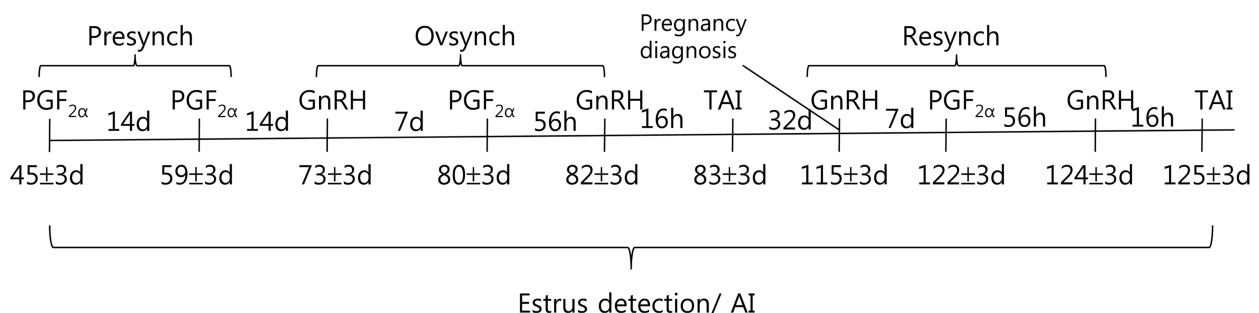 Presynch Ovsynch Pregnancy diagnosis Resynch
PGF2α PGF2α GnRH PGF2α GnRH TAI GnRH PGF2α GnRH TAI
14d 14d 7d 56h 16h 32d 7d 56h 16h
45±3d 59±3d 73±3d 80±3d 82±3d 83±3d 115±3d 122±3d 124±3d 125±3d
Estrus detection/ AI